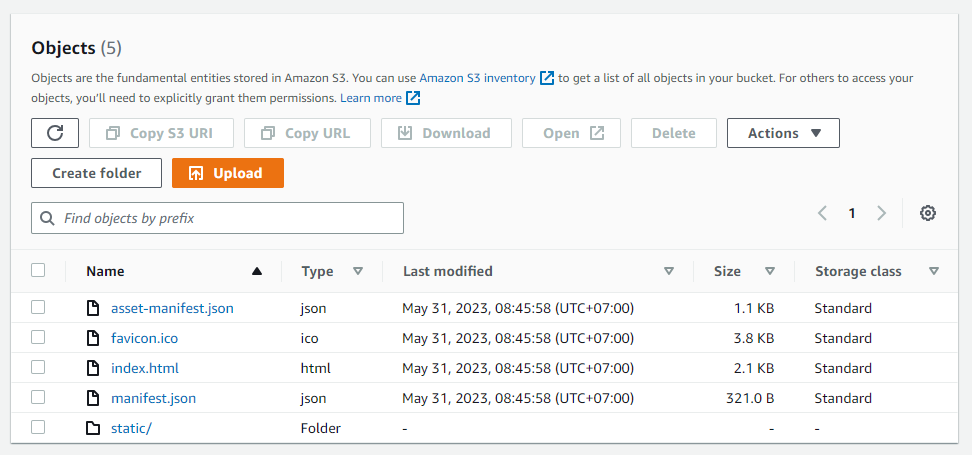 Objects (5)
Objects are the fundamental entities stored in Amazon S3. You can use Amazon S3 inventory to get a list of all objects in your bucket. For others to access your
objects, you'll need to explicitly grant them permissions. Learn more
Copy S3 URI Copy URL Download Open Delete Actions
Create folder Upload
Find objects by prefix 1
Name Type Last modified Size Storage class
asset-manifest.json json May 31, 2023, 08:45:58 (UTC+07:00) 1.1 KB Standard
favicon.ico ico May 31, 2023, 08:45:58 (UTC+07:00) 3.8 KB Standard
index.html html May 31, 2023, 08:45:58 (UTC+07:00) 2.1 KB Standard
manifest.json json May 31, 2023, 08:45:58 (UTC+07:00) 321.0 B Standard
static/ Folder - - -